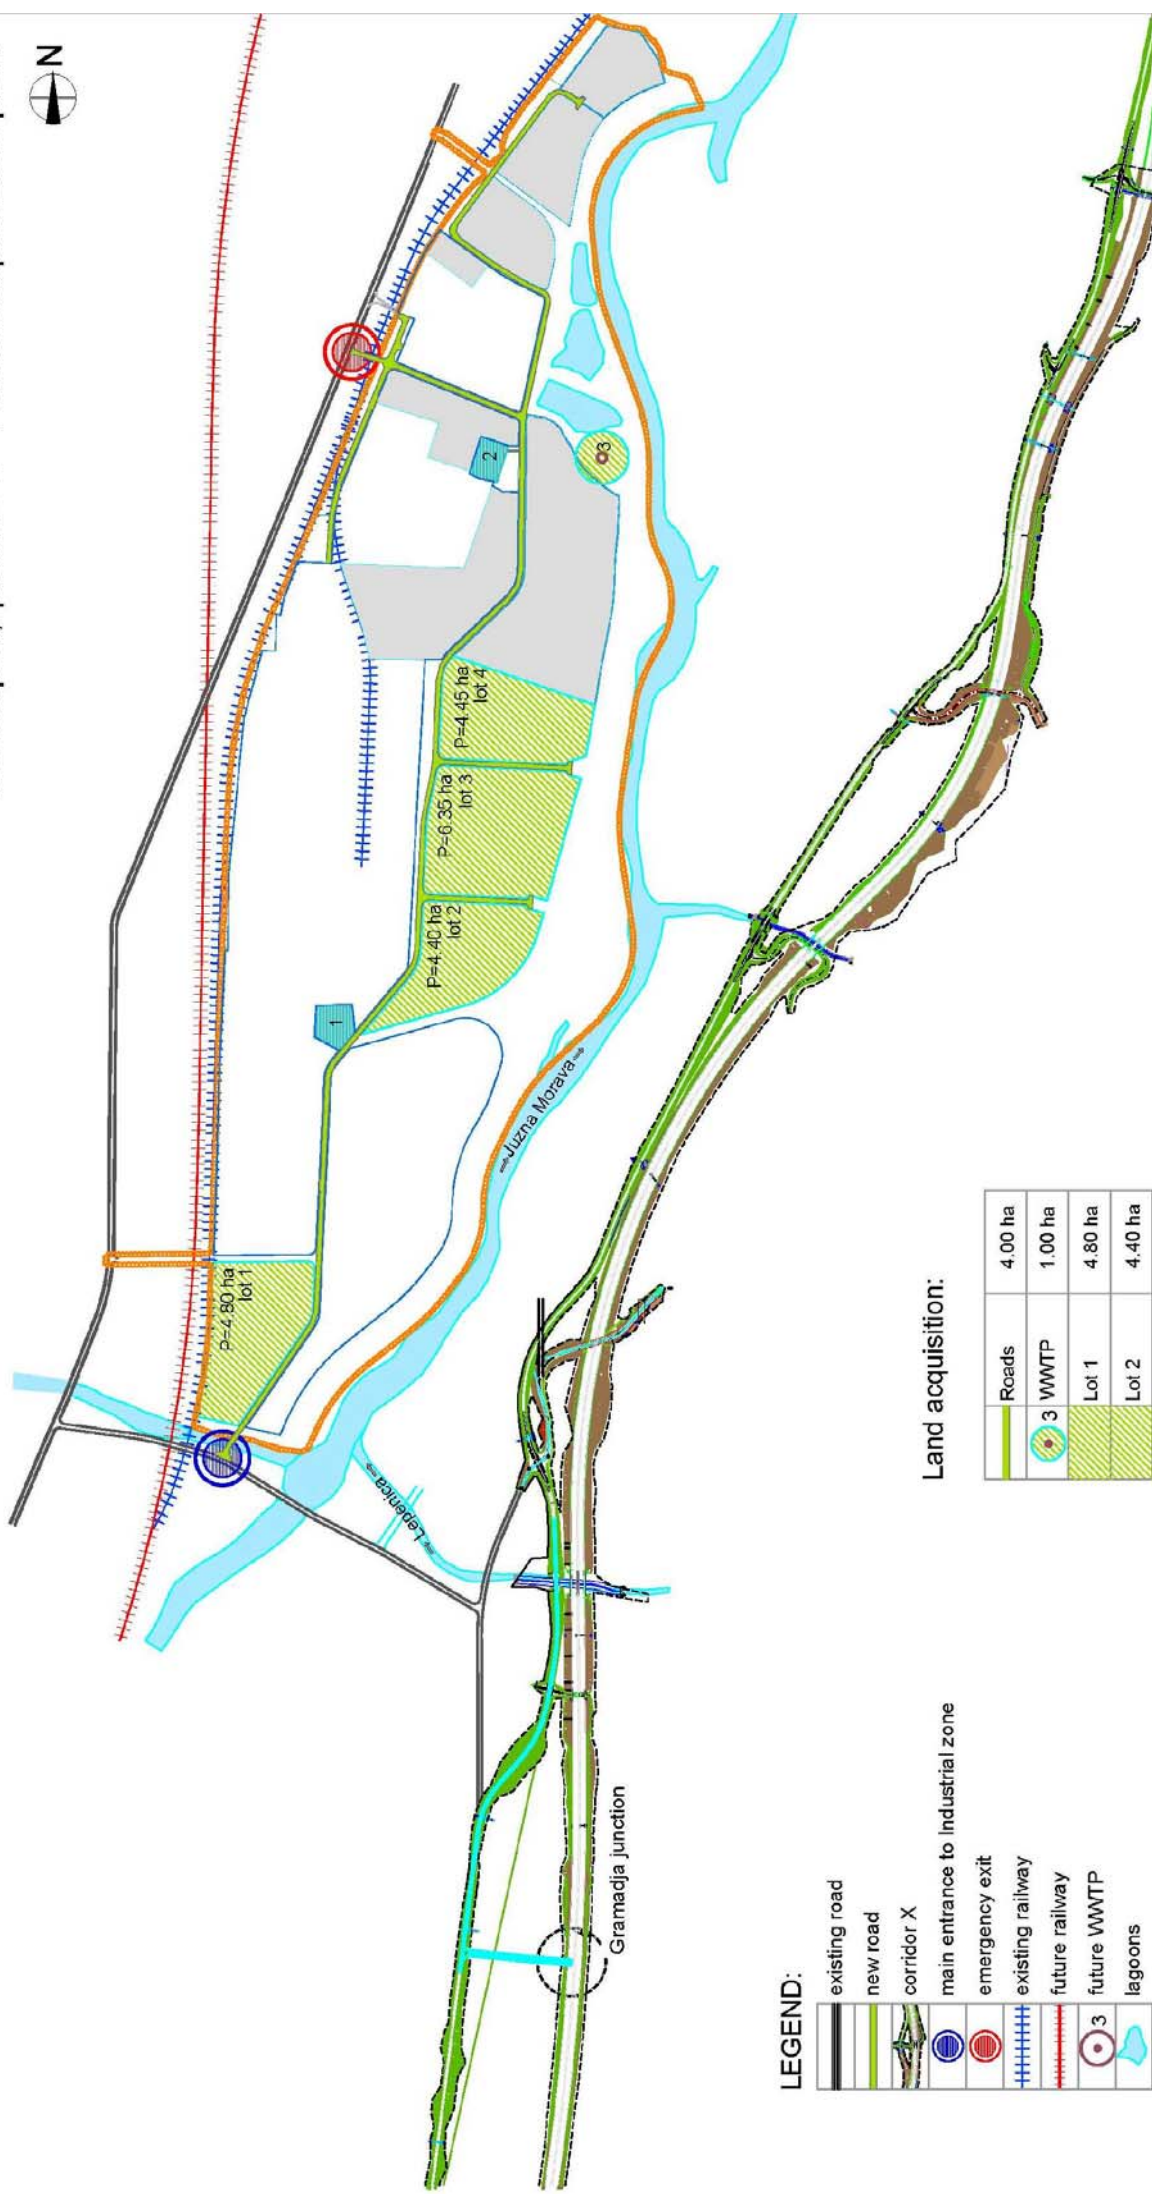 N
P=4.80 ha
lot 1
1
P=4.40 ha
lot 2
P=6.35 ha
lot 3
P=4.45 ha
lot 4
2
3
→Juzna Morava→
→Lepenica→
Gramadja junction
LEGEND:
existing road
new road
corridor X
main entrance to Industrial zone
emergency exit
existing railway
future railway
3 future WWTP
lagoons
Land acquisition:
Roads 4.00 ha
3 WWTP 1.00 ha
Lot 1 4.80 ha
Lot 2 4.40 ha